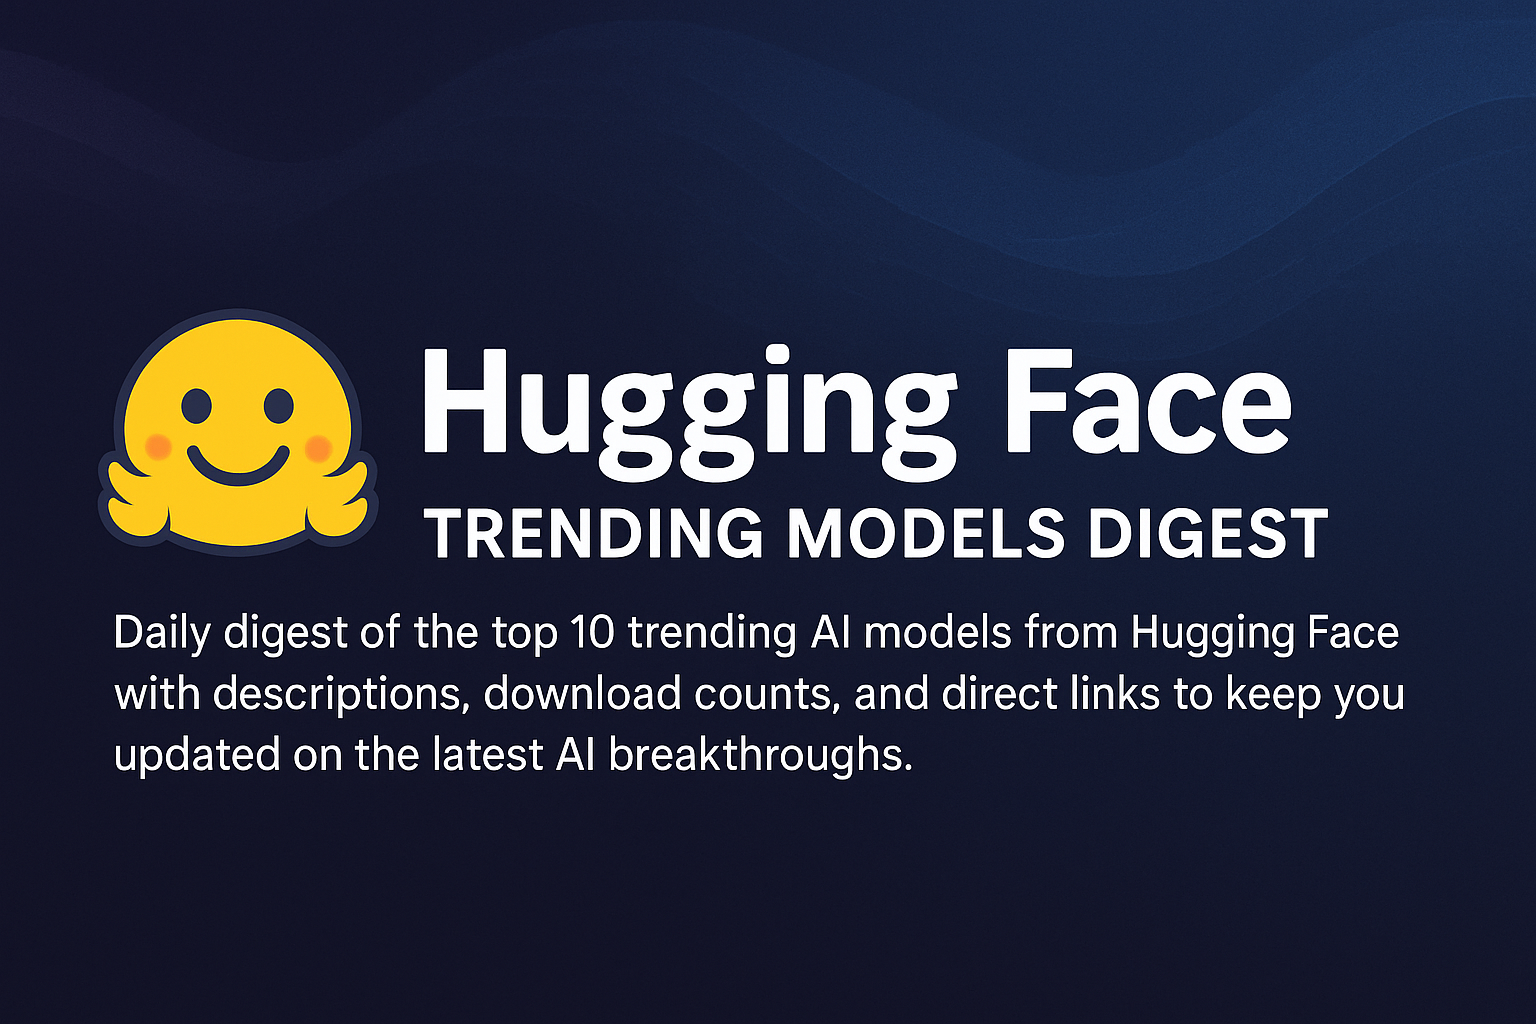 Hugging Face
TRENDING MODELS DIGEST
Daily digest of the top 10 trending AI models from Hugging Face
with descriptions, download counts, and direct links to keep you
updated on the latest AI breakthroughs.